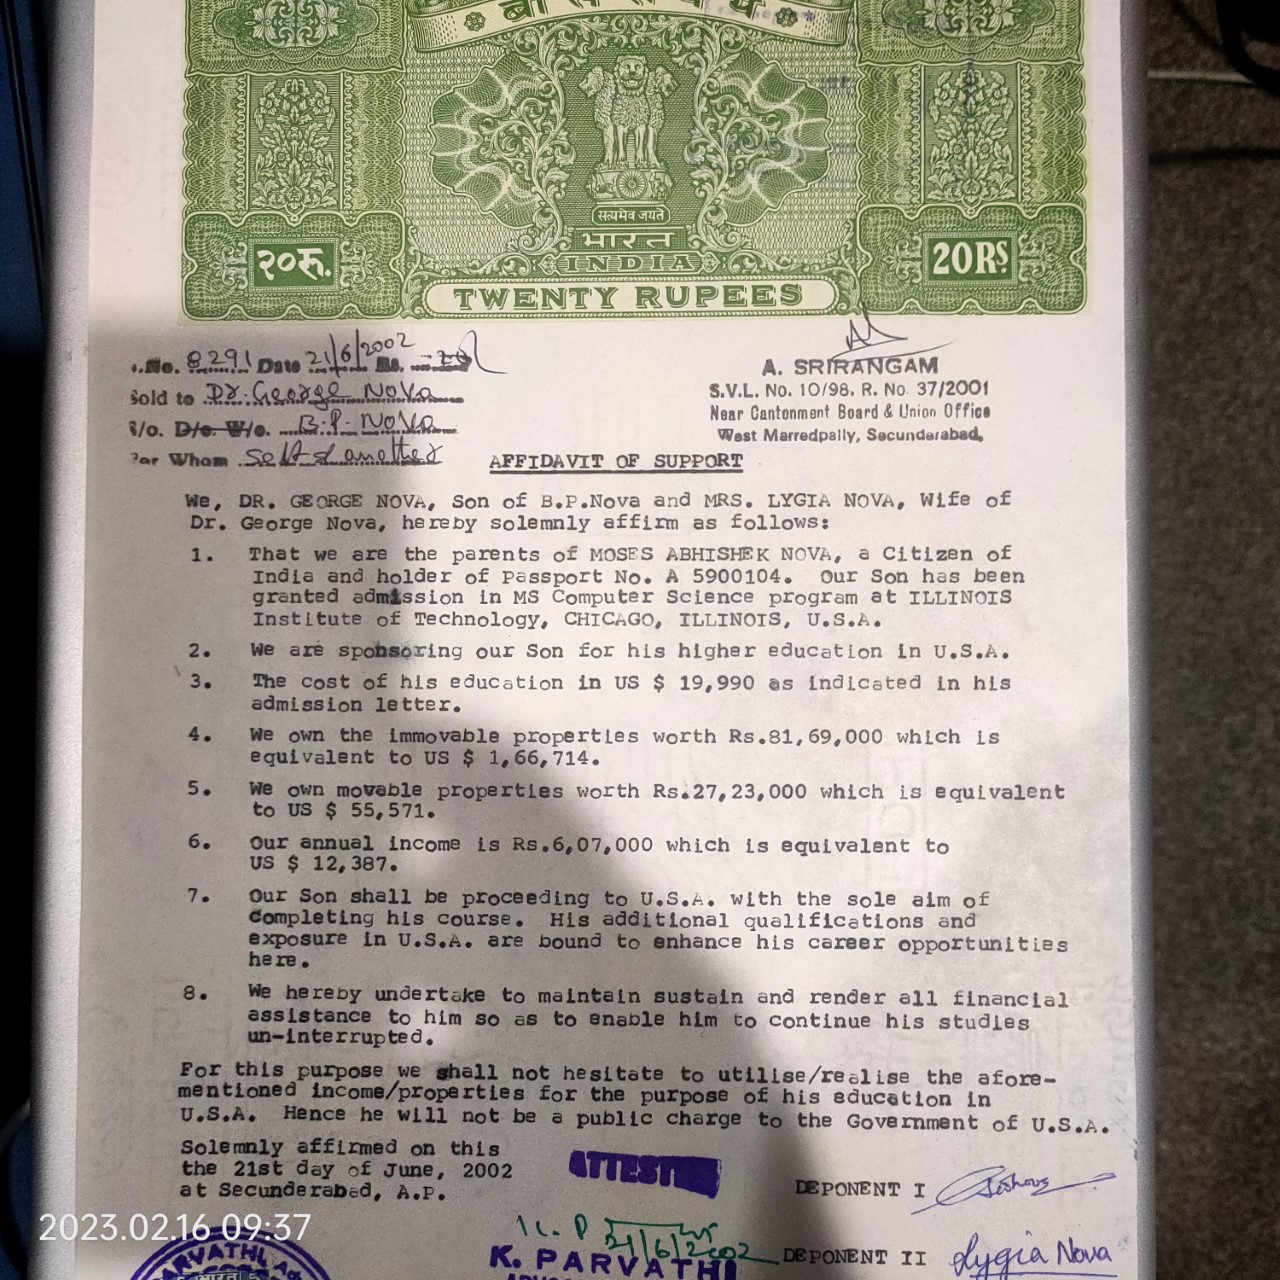 सत्यमेव जयते
भारत
INDIA
२०रु.
20RS
TWENTY RUPEES
No. 8291 Date 21/6/2002 Rs.
Sold to Dr. George Nova
S/o. D/o. W/o. B.P. Nova
For Whom Self & another
A. SRIRANGAM
S.V.L. No. 10/98, R. No. 37/2001
Near Cantonment Board & Union Office
West Marredpally, Secunderabad,
AFFIDAVIT OF SUPPORT
We, DR. GEORGE NOVA, Son of B.P.Nova and MRS. LYGIA NOVA, Wife of
Dr. George Nova, hereby solemnly affirm as follows:
1. That we are the parents of MOSES ABHISHEK NOVA, a Citizen of
India and holder of Passport No. A 5900104. Our Son has been
granted admission in MS Computer Science program at ILLINOIS
Institute of Technology, CHICAGO, ILLINOIS, U.S.A.
2. We are sponsoring our Son for his higher education in U.S.A.
3. The cost of his education in US $ 19,990 as indicated in his
admission letter.
4. We own the immovable properties worth Rs.81,69,000 which is
equivalent to US $ 1,66,714.
5. We own movable properties worth Rs.27,23,000 which is equivalent
to US $ 55,571.
6. Our annual income is Rs.6,07,000 which is equivalent to
US $ 12,387.
7. Our Son shall be proceeding to U.S.A. with the sole aim of
completing his course. His additional qualifications and
exposure in U.S.A. are bound to enhance his career opportunities
here.
8. We hereby undertake to maintain sustain and render all financial
assistance to him so as to enable him to continue his studies
un-interrupted.
For this purpose we shall not hesitate to utilise/realise the afore-
mentioned income/properties for the purpose of his education in
U.S.A. Hence he will not be a public charge to the Government of U.S.A.
Solemnly affirmed on this
the 21st day of June, 2002
at Secunderabad, A.P.
ATTESTED
DEPONENT I
K. P
21/6/2002
K. PARVATHI
DEPONENT II Lygia Nova
PARVATHI, Ad
भारत
2023.02.16 09:37